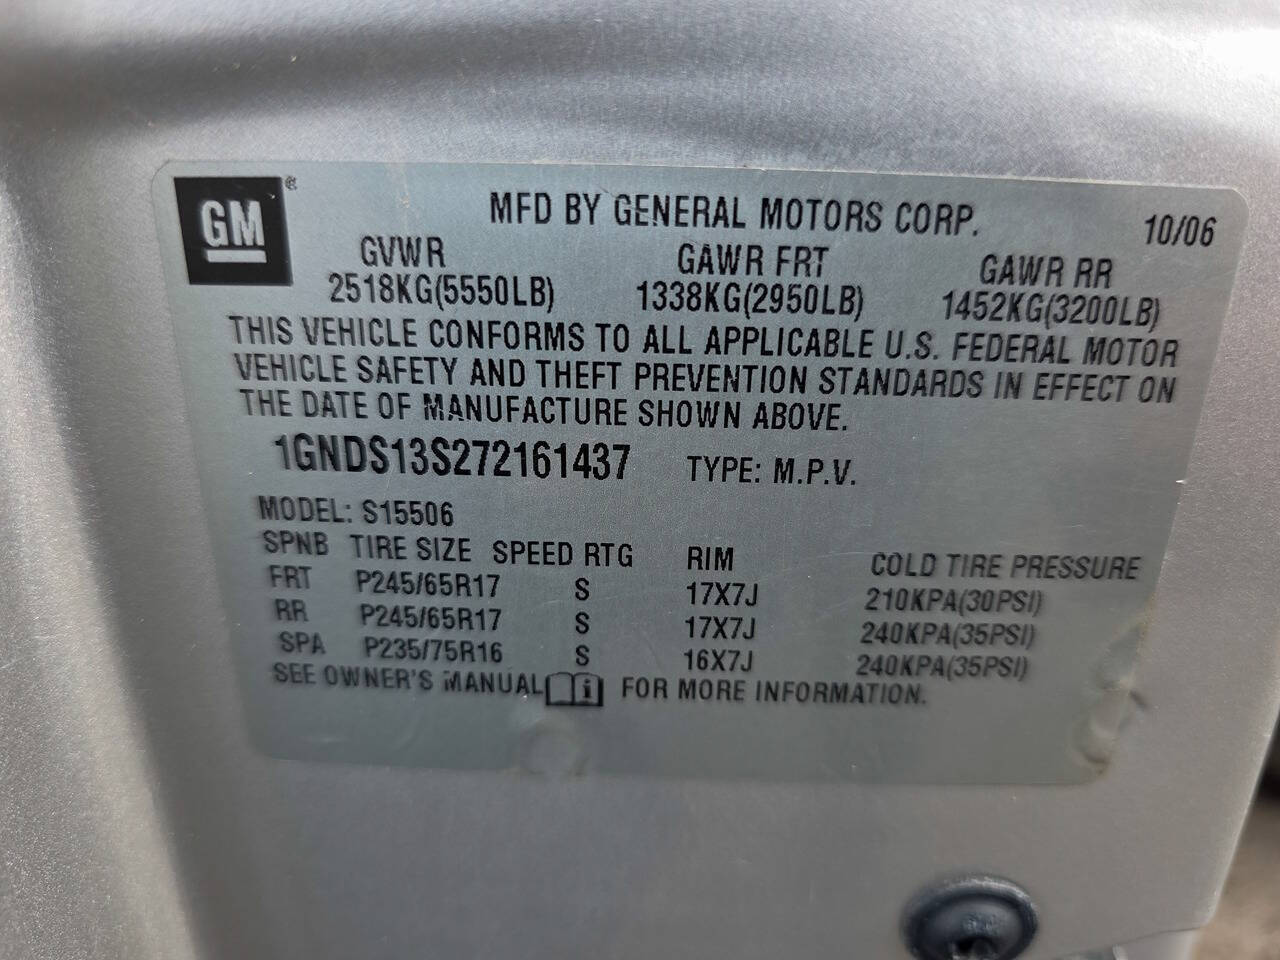 GM®
MFD BY GENERAL MOTORS CORP. 10/06
GVWR GAWR FRT GAWR RR
2518KG(5550LB) 1338KG(2950LB) 1452KG(3200LB)
THIS VEHICLE CONFORMS TO ALL APPLICABLE U.S. FEDERAL MOTOR
VEHICLE SAFETY AND THEFT PREVENTION STANDARDS IN EFFECT ON
THE DATE OF MANUFACTURE SHOWN ABOVE.
1GNDS13S272161437 TYPE: M.P.V.
MODEL: S15506
SPNB TIRE SIZE SPEED RTG RIM COLD TIRE PRESSURE
FRT P245/65R17 S 17X7J 210KPA(30PSI)
RR P245/65R17 S 17X7J 240KPA(35PSI)
SPA P235/75R16 S 16X7J 240KPA(35PSI)
SEE OWNER'S MANUAL i FOR MORE INFORMATION.